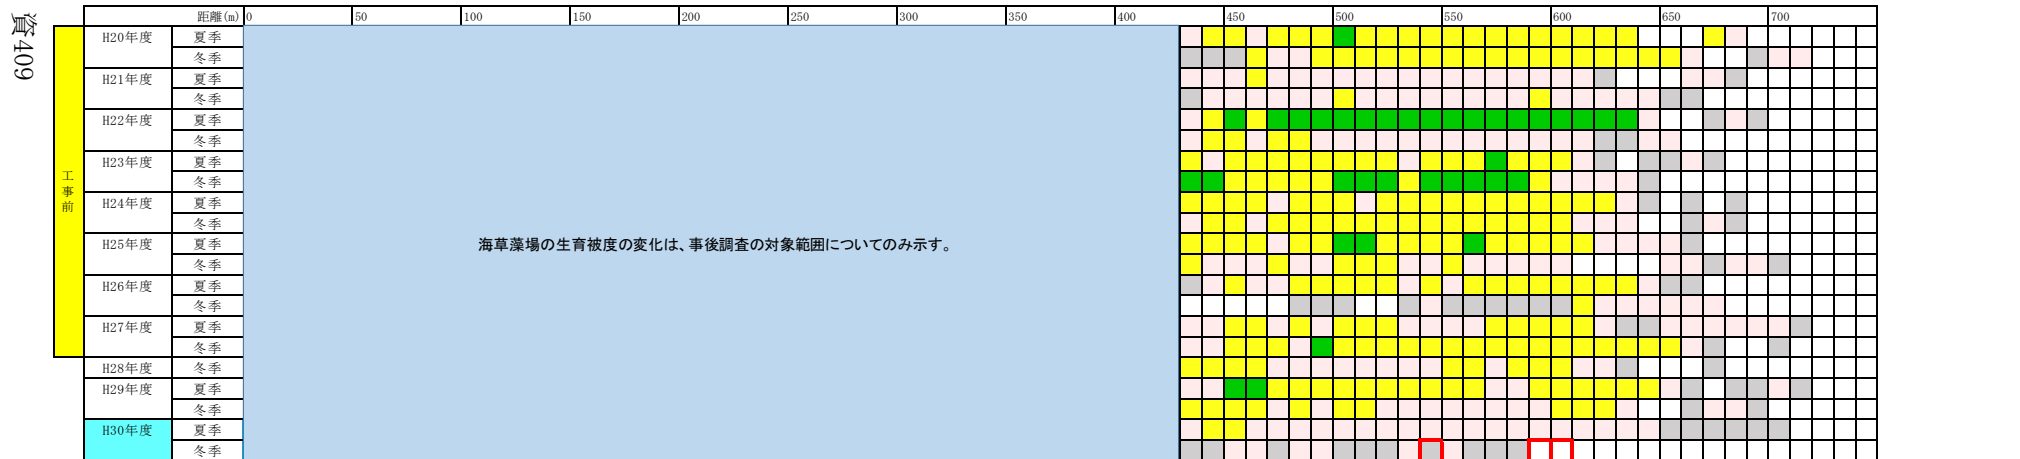 資409
距離(m) 0 50 100 150 200 250 300 350 400 450 500 550 600 650 700
工事前
H20年度 夏季
冬季
H21年度 夏季
冬季
H22年度 夏季
冬季
H23年度 夏季
冬季
H24年度 夏季
冬季
H25年度 夏季
海草藻場の生育被度の変化は、事後調査の対象範囲についてのみ示す。
冬季
H26年度 夏季
冬季
H27年度 夏季
冬季
H28年度 冬季
H29年度 夏季
冬季
H30年度 夏季
冬季